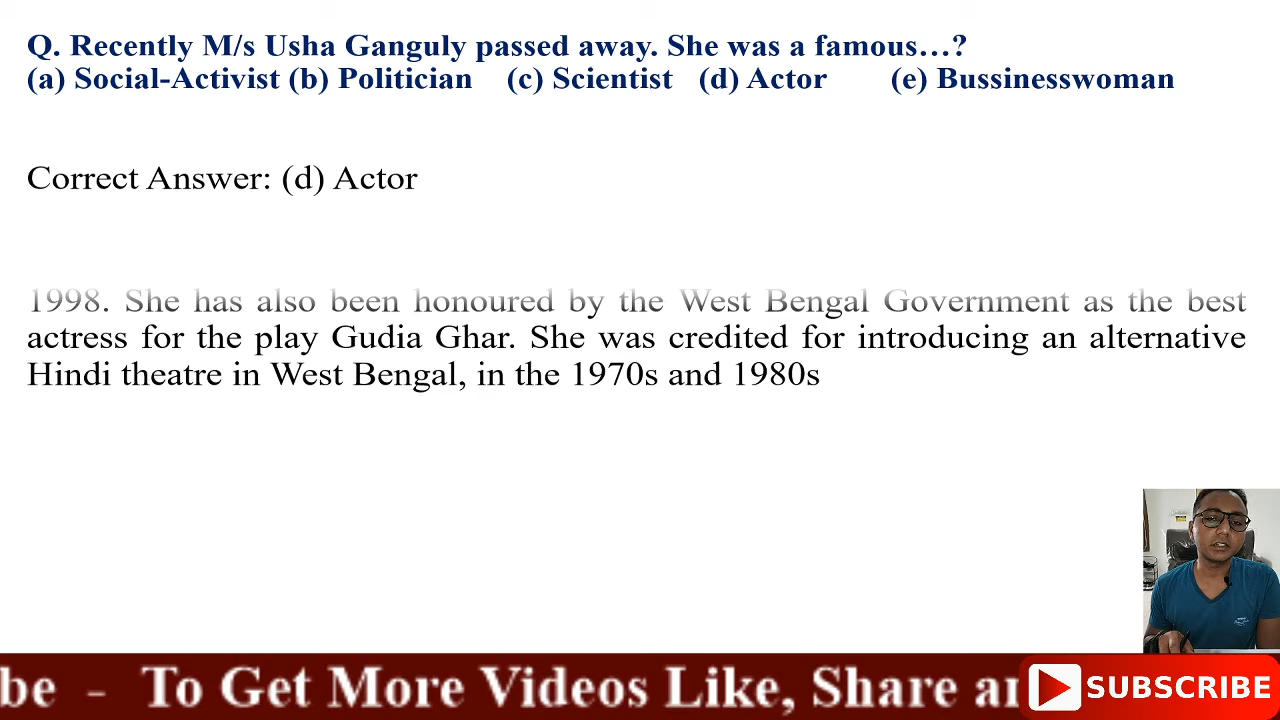 Q. Recently M/s Usha Ganguly passed away. She was a famous…?
(a) Social-Activist (b) Politician (c) Scientist (d) Actor (e) Bussinesswoman
Correct Answer: (d) Actor
1998. She has also been honoured by the West Bengal Government as the best
actress for the play Gudia Ghar. She was credited for introducing an alternative
Hindi theatre in West Bengal, in the 1970s and 1980s
be - To Get More Videos Like, Share an
SUBSCRIBE